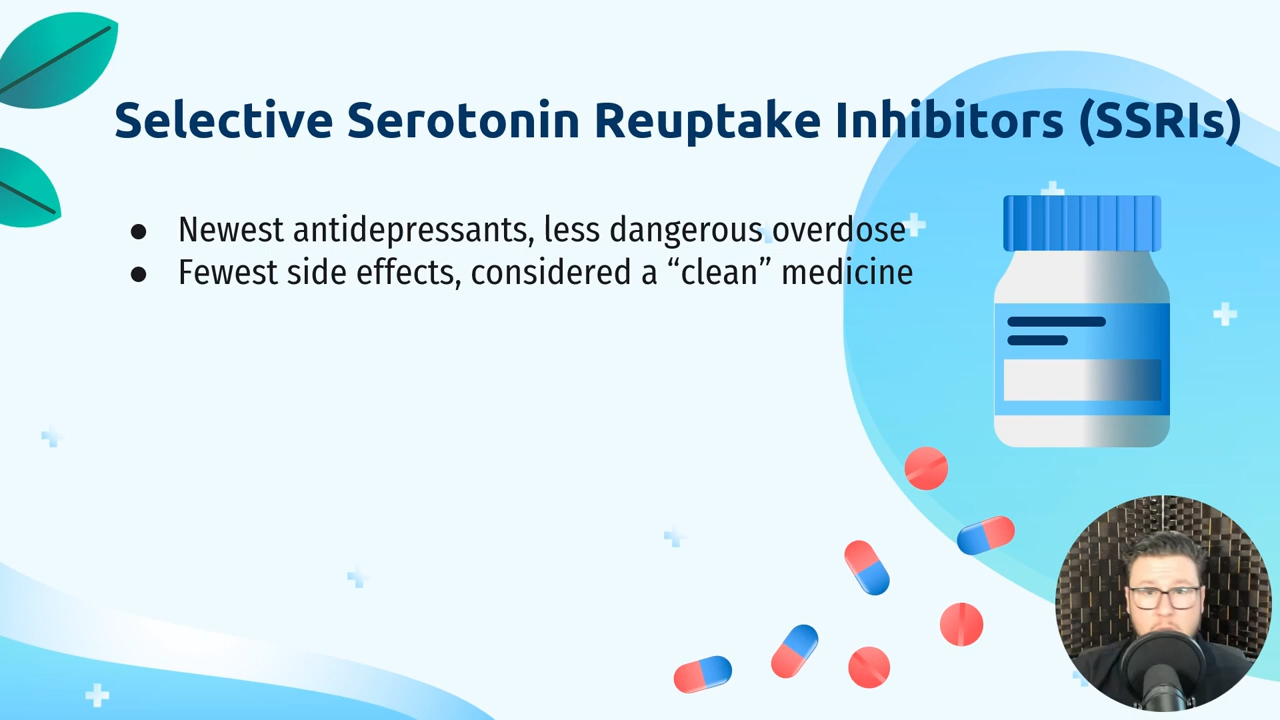 Selective Serotonin Reuptake Inhibitors (SSRIs)
● Newest antidepressants, less dangerous overdose
● Fewest side effects, considered a “clean” medicine